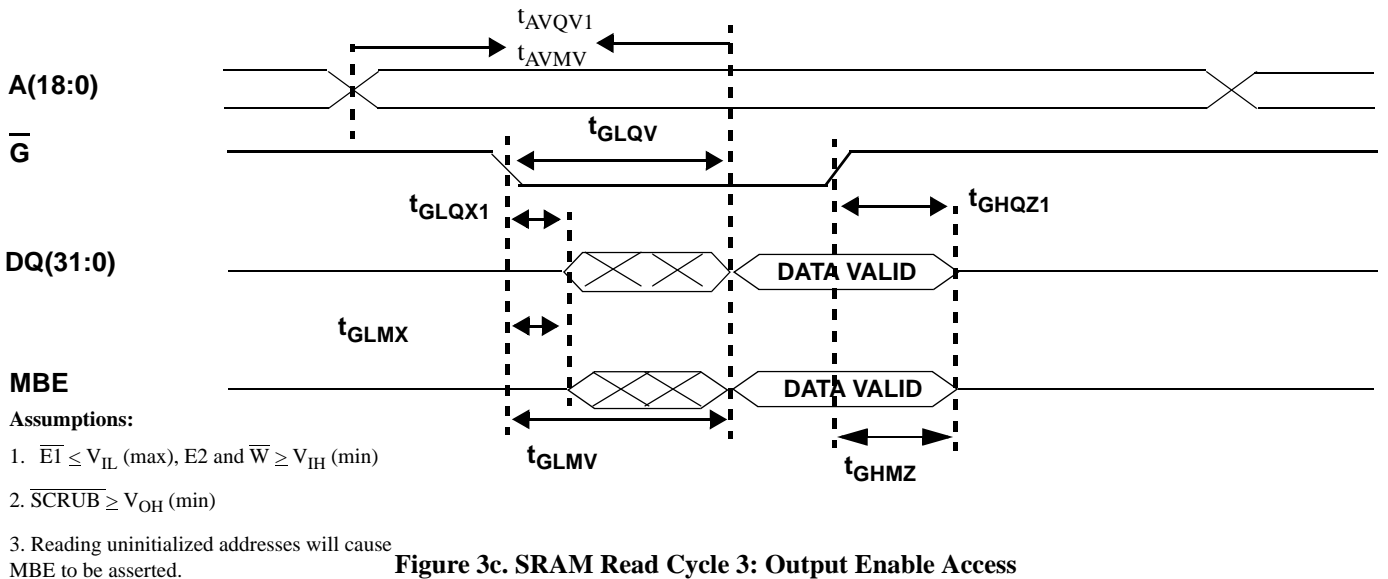 tAVQV1
tAVMV
A(18:0)
G̅
tGLQV
tGLQX1
tGHQZ1
DQ(31:0)
DATA VALID
tGLMX
MBE
DATA VALID
tGLMV
tGHMZ
Assumptions:
1. E̅1̅ ≤ VIL (max), E2 and W̅ ≥ VIH (min)
2. S̅C̅R̅U̅B̅ ≥ VOH (min)
3. Reading uninitialized addresses will cause
MBE to be asserted.
Figure 3c. SRAM Read Cycle 3: Output Enable Access